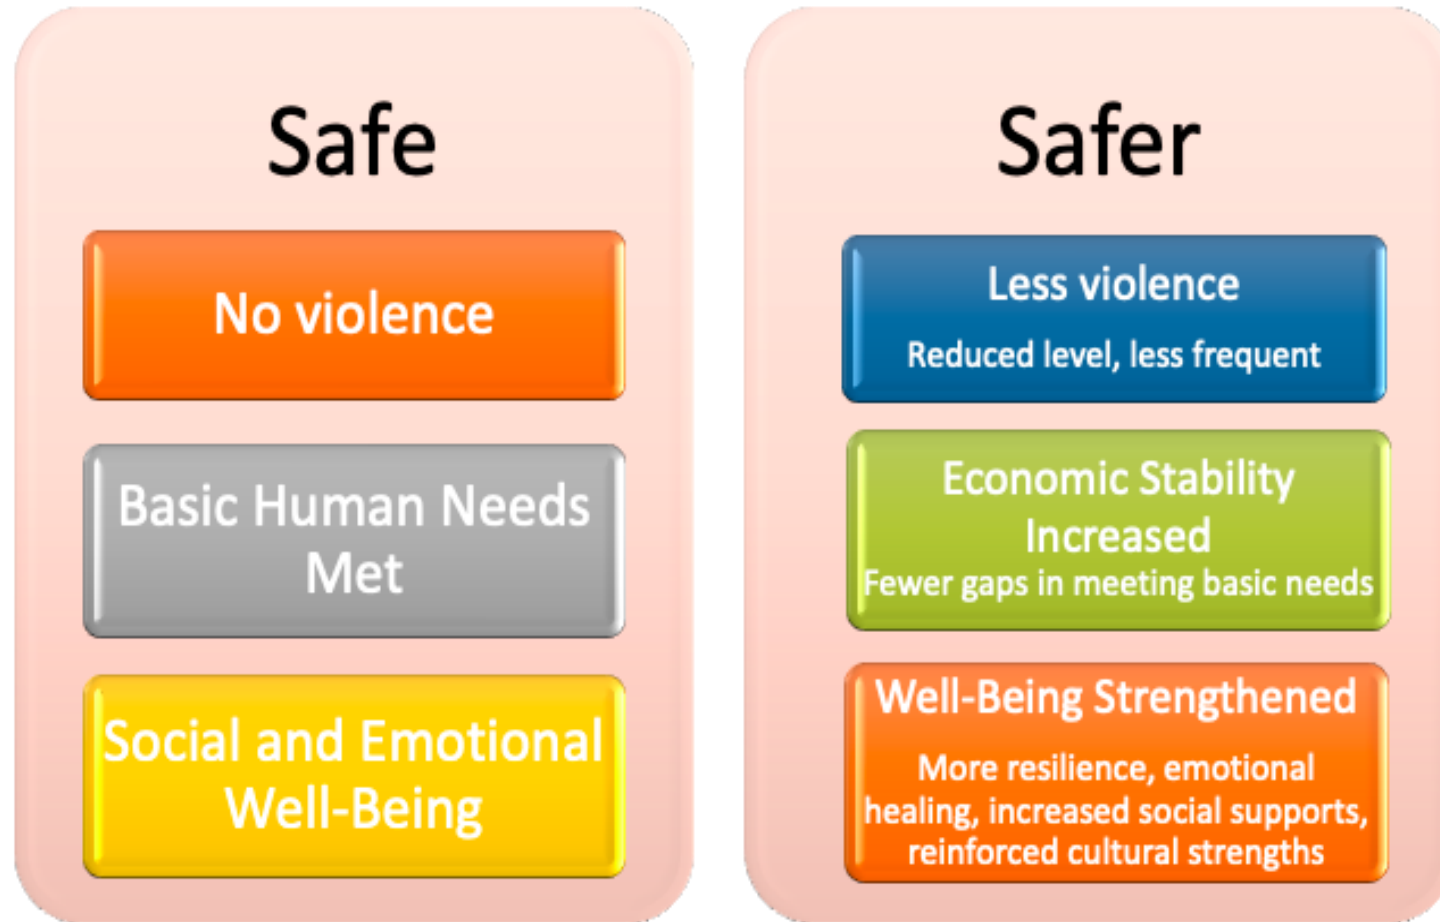 Safe
No violence
Basic Human Needs
Met
Social and Emotional
Well-Being
Safer
Less violence
Reduced level, less frequent
Economic Stability
Increased
Fewer gaps in meeting basic needs
Well-Being Strengthened
More resilience, emotional
healing, increased social supports,
reinforced cultural strengths